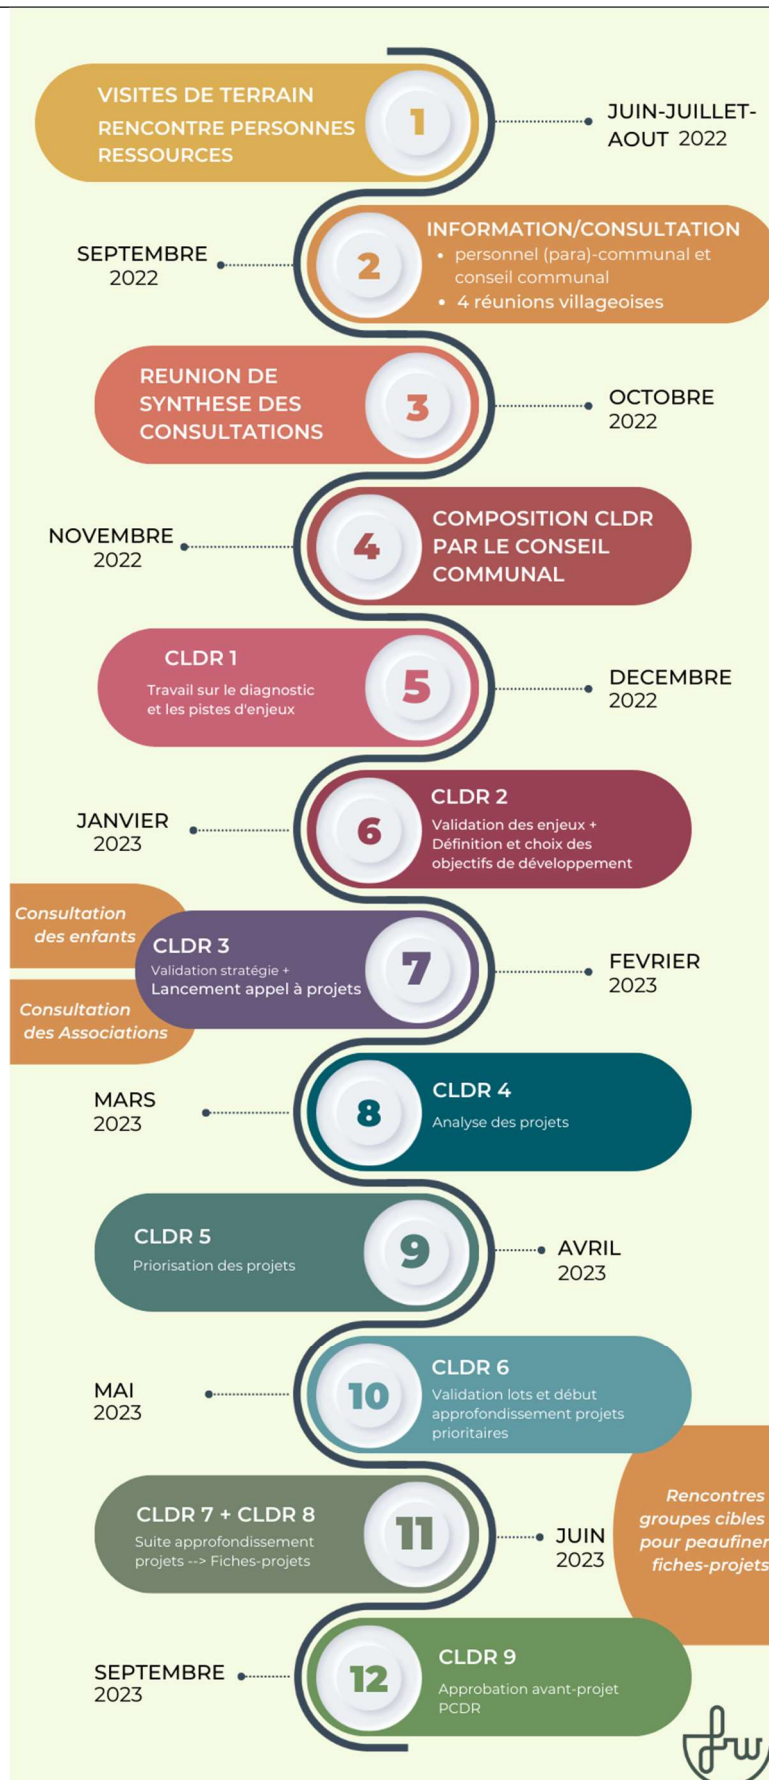 VISITES DE TERRAIN
RENCONTRE PERSONNES
RESSOURCES
1
JUIN-JUILLET-
AOUT 2022
SEPTEMBRE
2022
2
INFORMATION/CONSULTATION
• personnel (para)-communal et
conseil communal
• 4 réunions villageoises
REUNION DE
SYNTHESE DES
CONSULTATIONS
3
OCTOBRE
2022
NOVEMBRE
2022
4
COMPOSITION CLDR
PAR LE CONSEIL
COMMUNAL
CLDR 1
Travail sur le diagnostic
et les pistes d'enjeux
5
DECEMBRE
2022
JANVIER
2023
6
CLDR 2
Validation des enjeux +
Définition et choix des
objectifs de développement
Consultation
des enfants
Consultation
des Associations
CLDR 3
Validation stratégie +
Lancement appel à projets
7
FEVRIER
2023
MARS
2023
8
CLDR 4
Analyse des projets
CLDR 5
Priorisation des projets
9
AVRIL
2023
MAI
2023
10
CLDR 6
Validation lots et début
approfondissement projets
prioritaires
CLDR 7 + CLDR 8
Suite approfondissement
projets --> Fiches-projets
11
JUIN
2023
Rencontres
groupes cibles
pour peaufiner
fiches-projets
SEPTEMBRE
2023
12
CLDR 9
Approbation avant-projet
PCDR